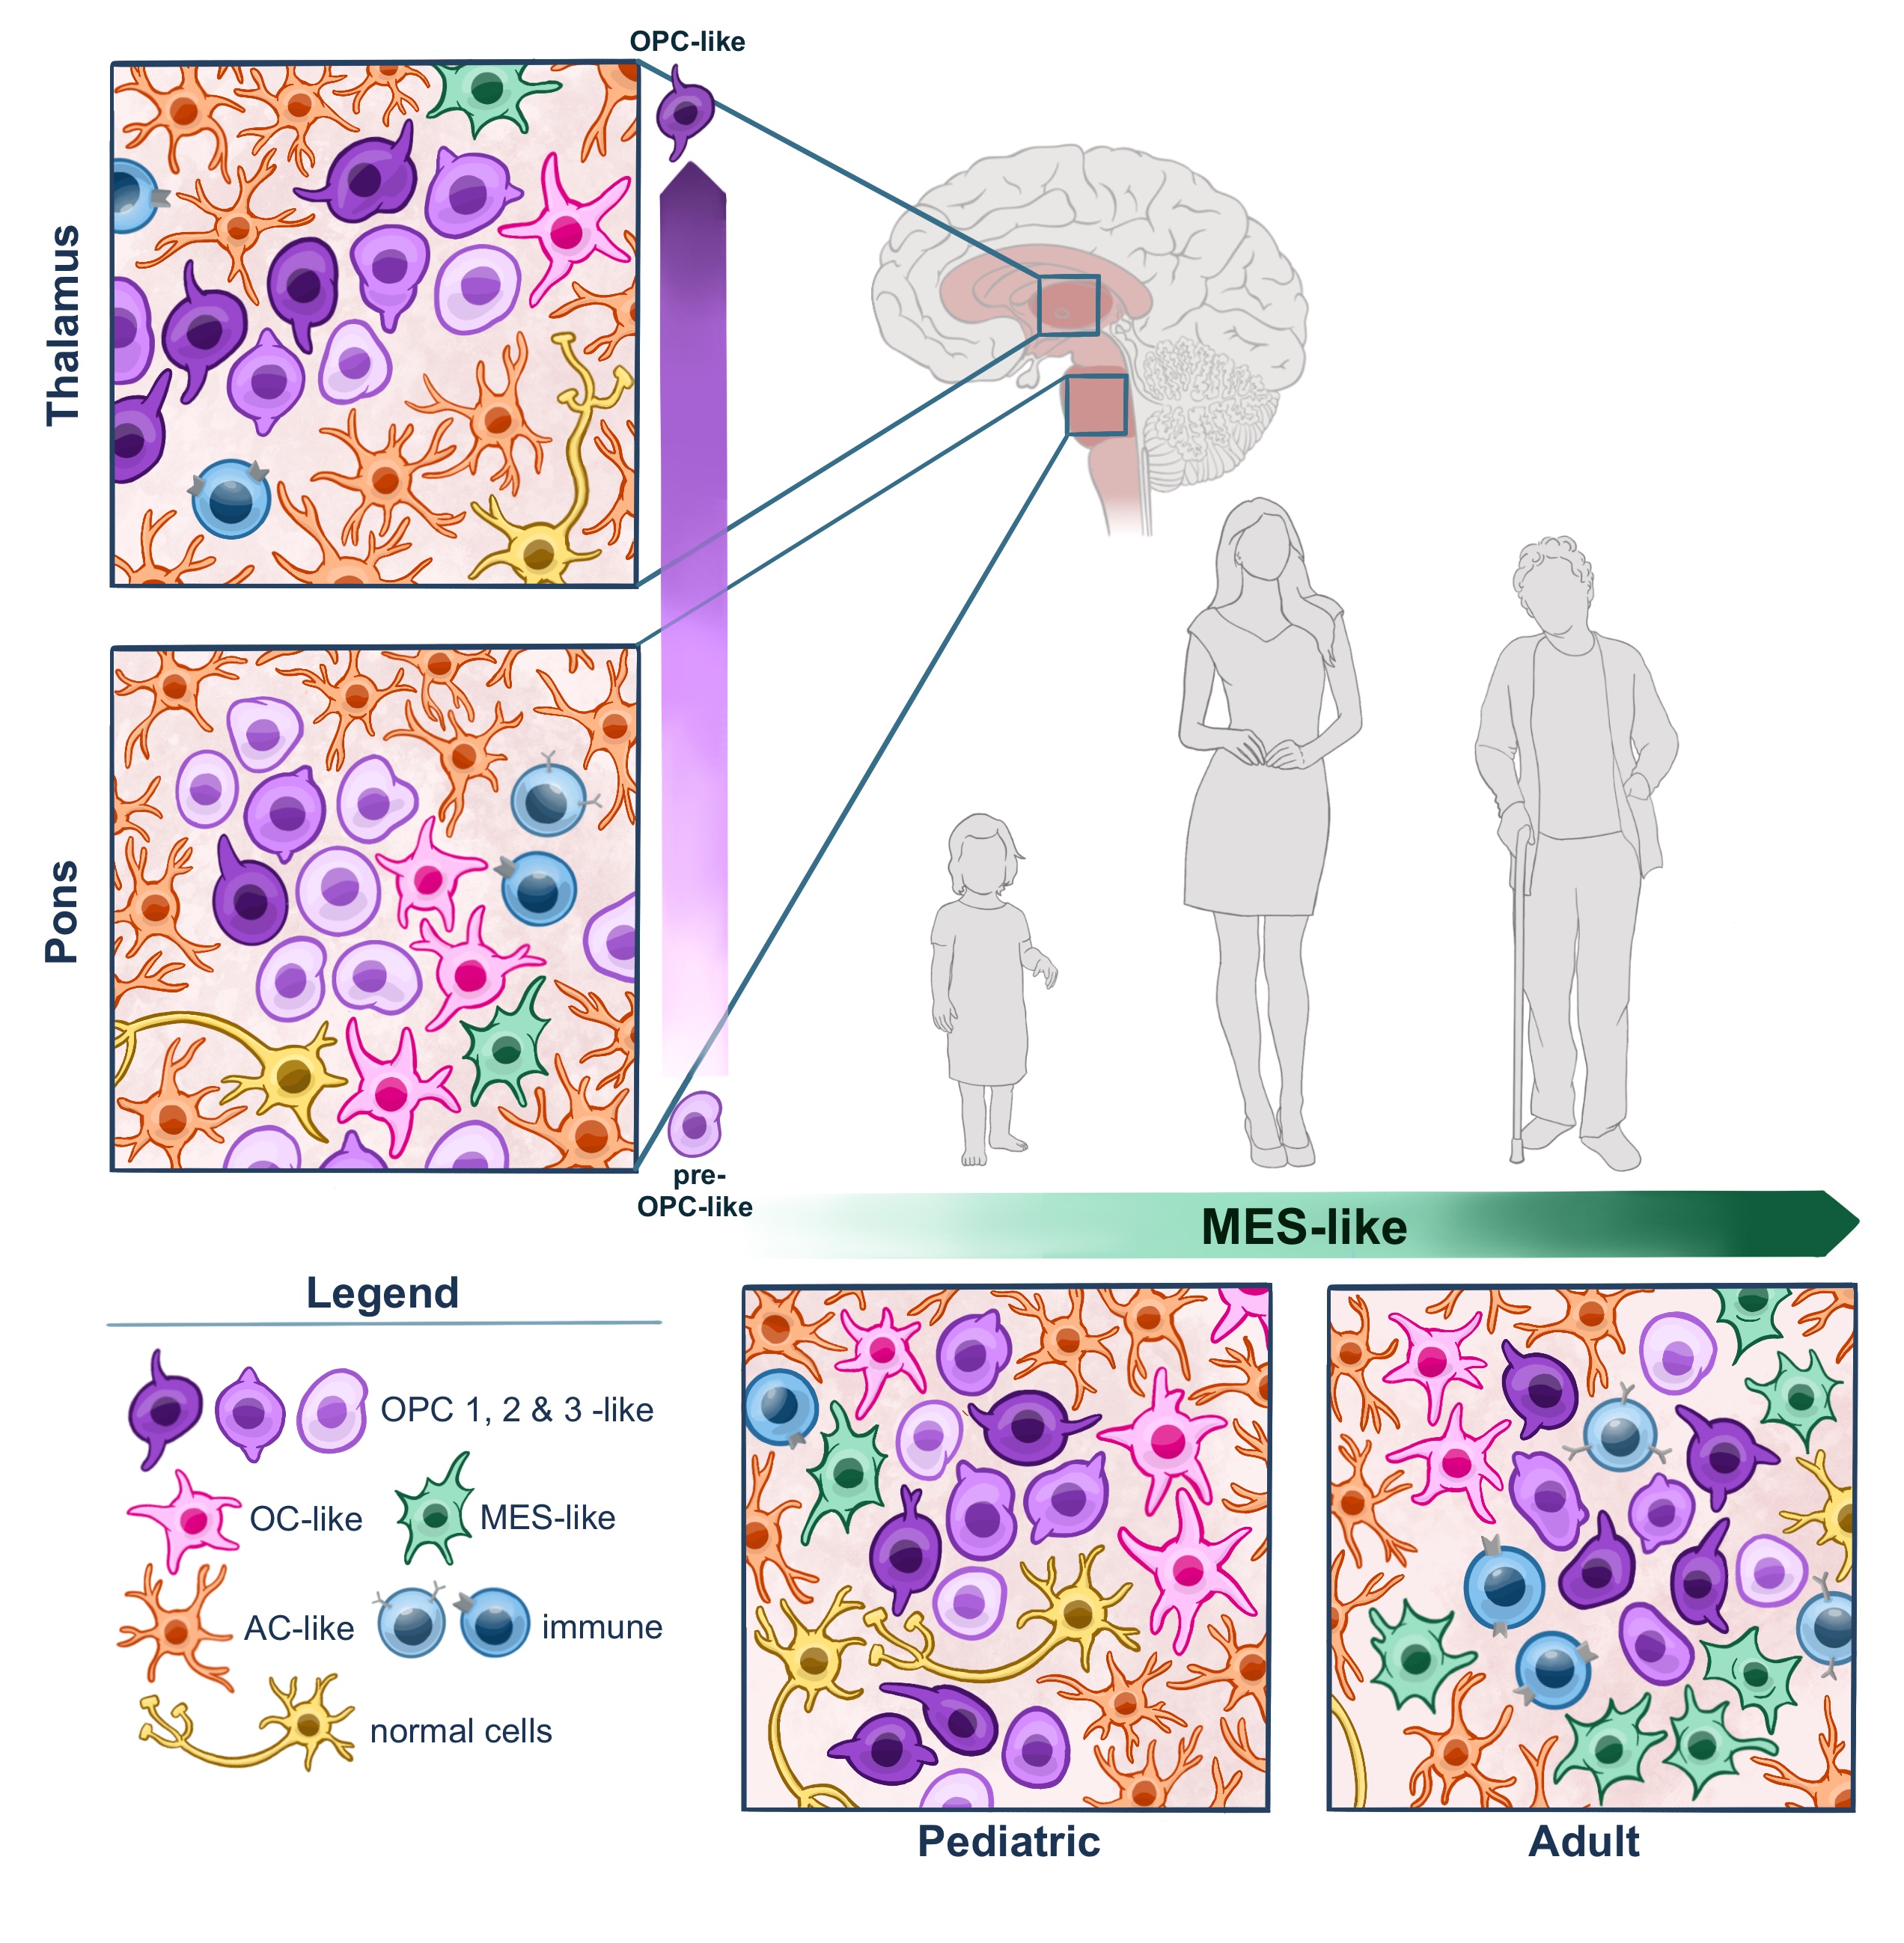 OPC-like
Thalamus
Pons
pre-
OPC-like
MES-like
Legend
OPC 1, 2 & 3 -like
OC-like
MES-like
AC-like
immune
normal cells
Pediatric
Adult